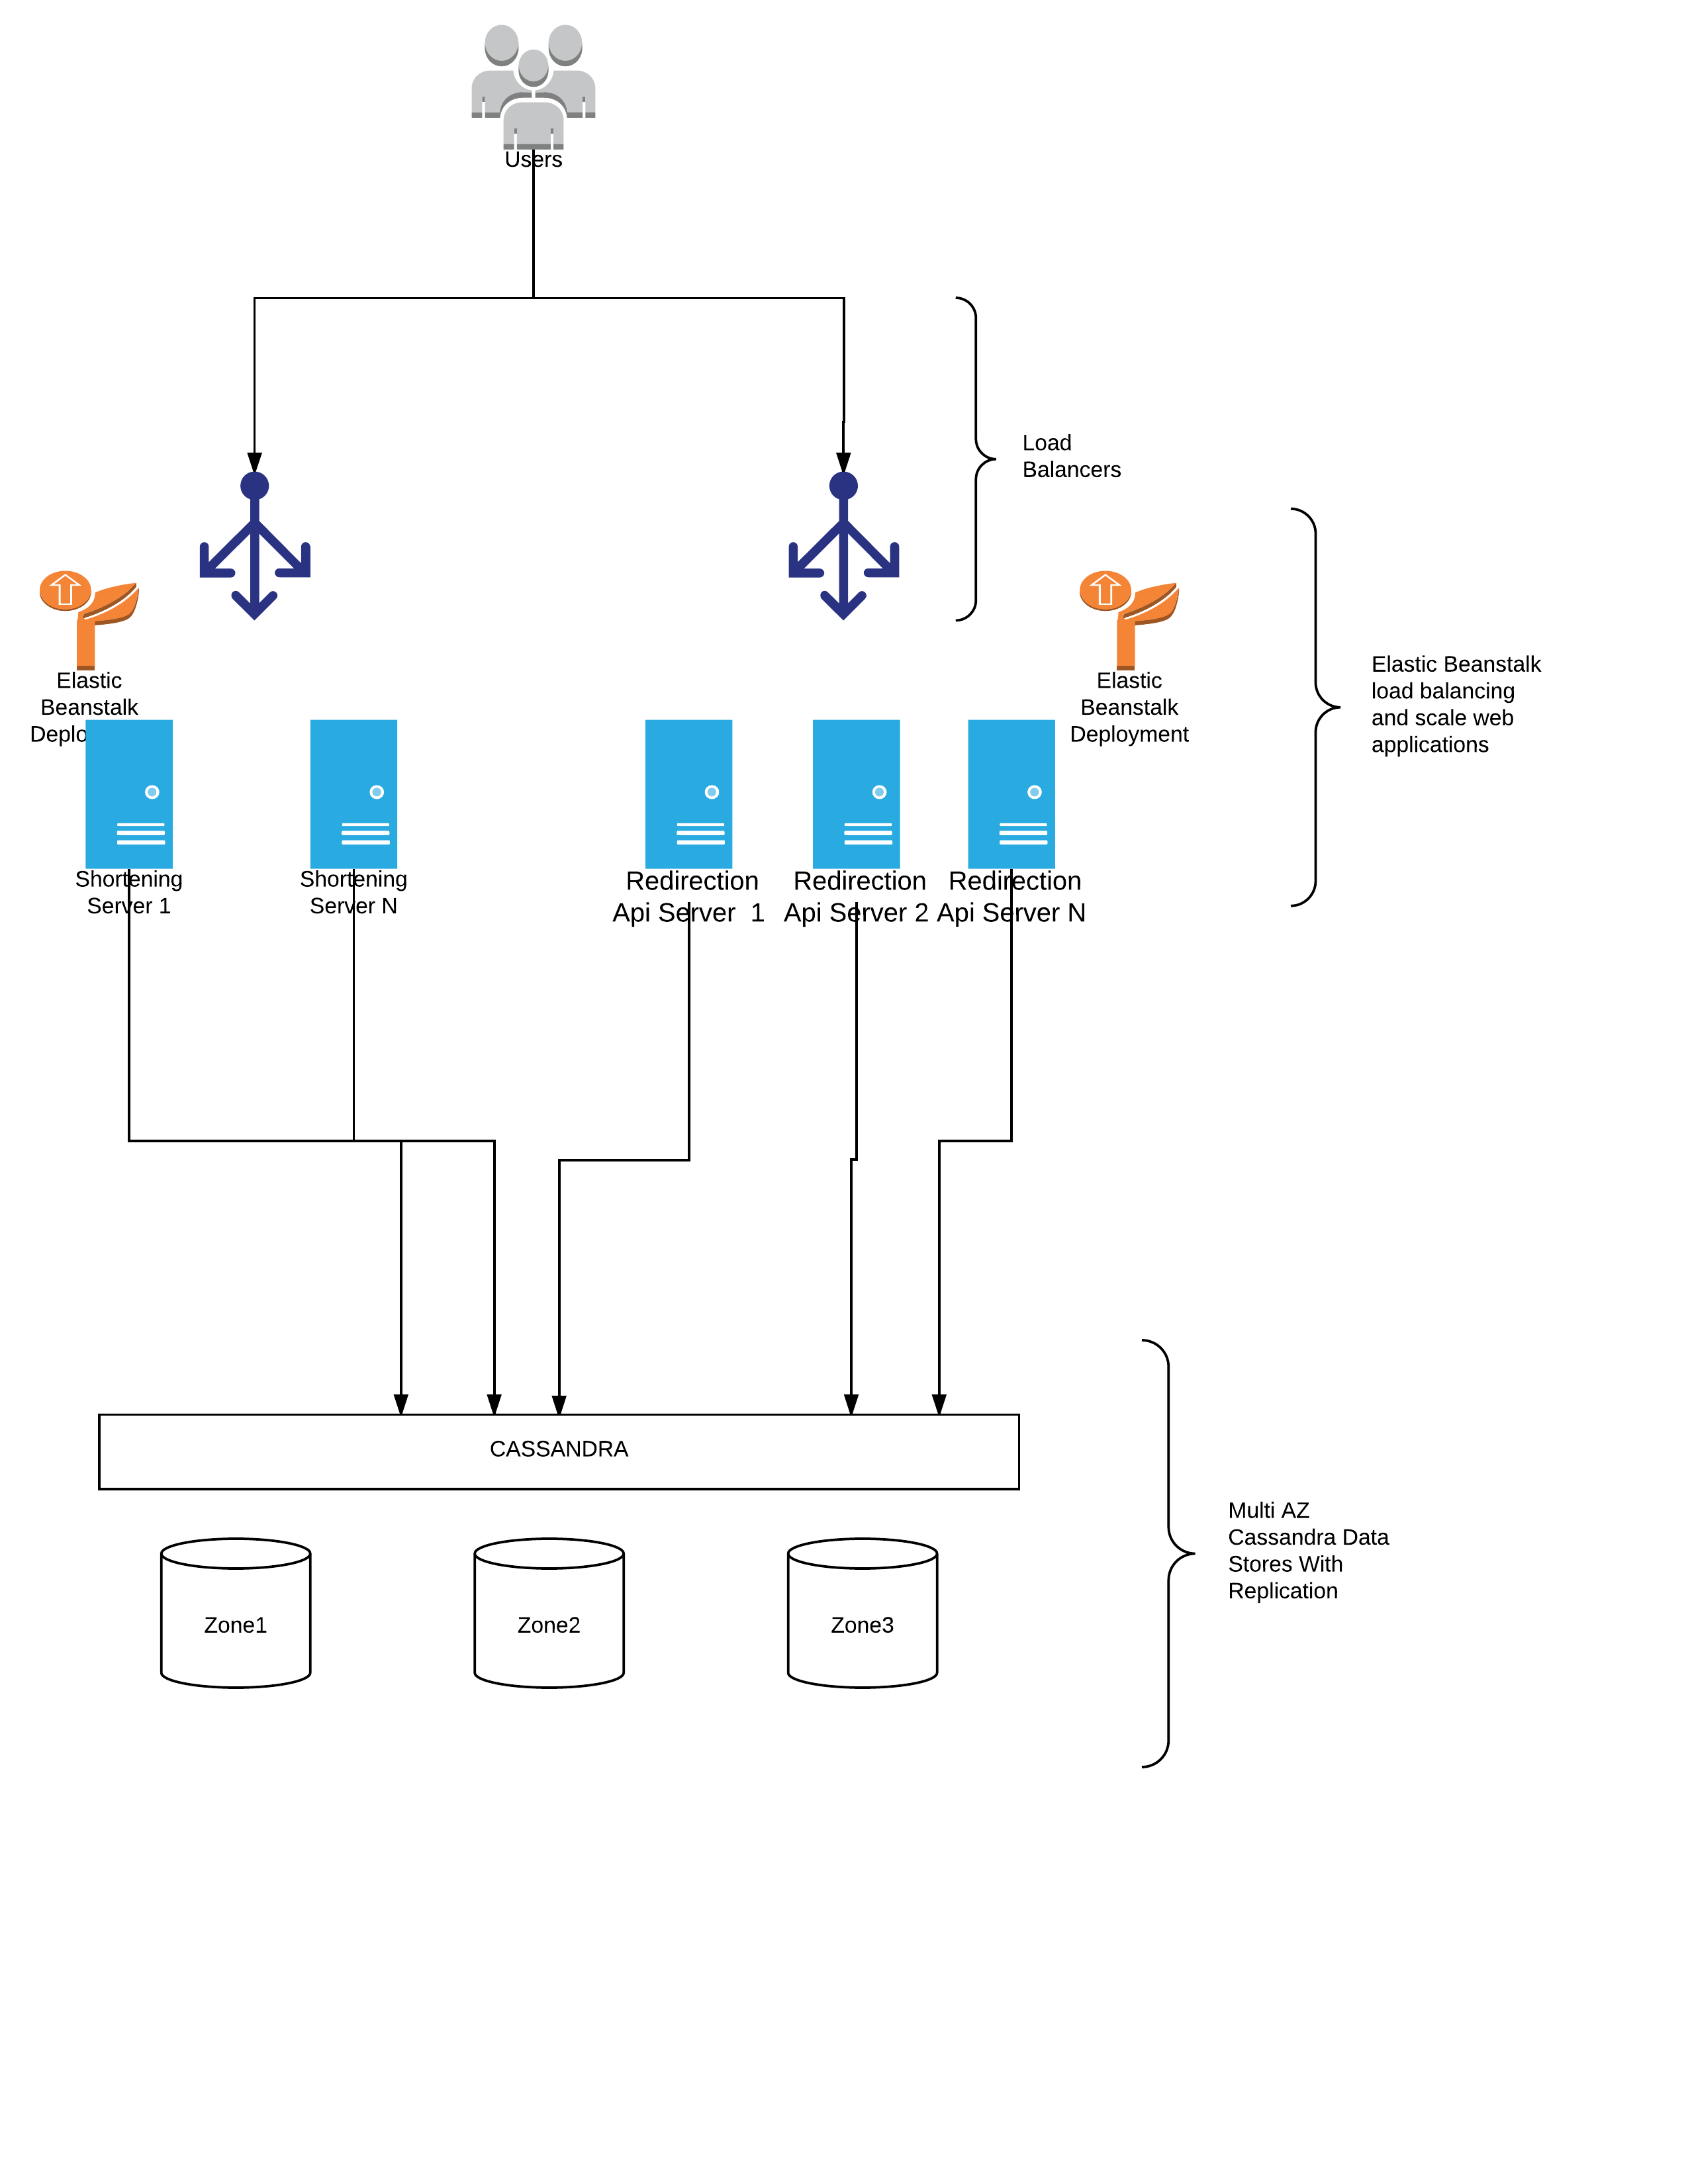 Users
Load
Balancers
Elastic
Beanstalk
Deplo
Elastic
Beanstalk
Deployment
Elastic Beanstalk
load balancing
and scale web
applications
Shortening
Server 1
Shortening
Server N
Redirection
Api Server 1
Redirection
Api Server 2
Redirection
Api Server N
CASSANDRA
Zone1
Zone2
Zone3
Multi AZ
Cassandra Data
Stores With
Replication